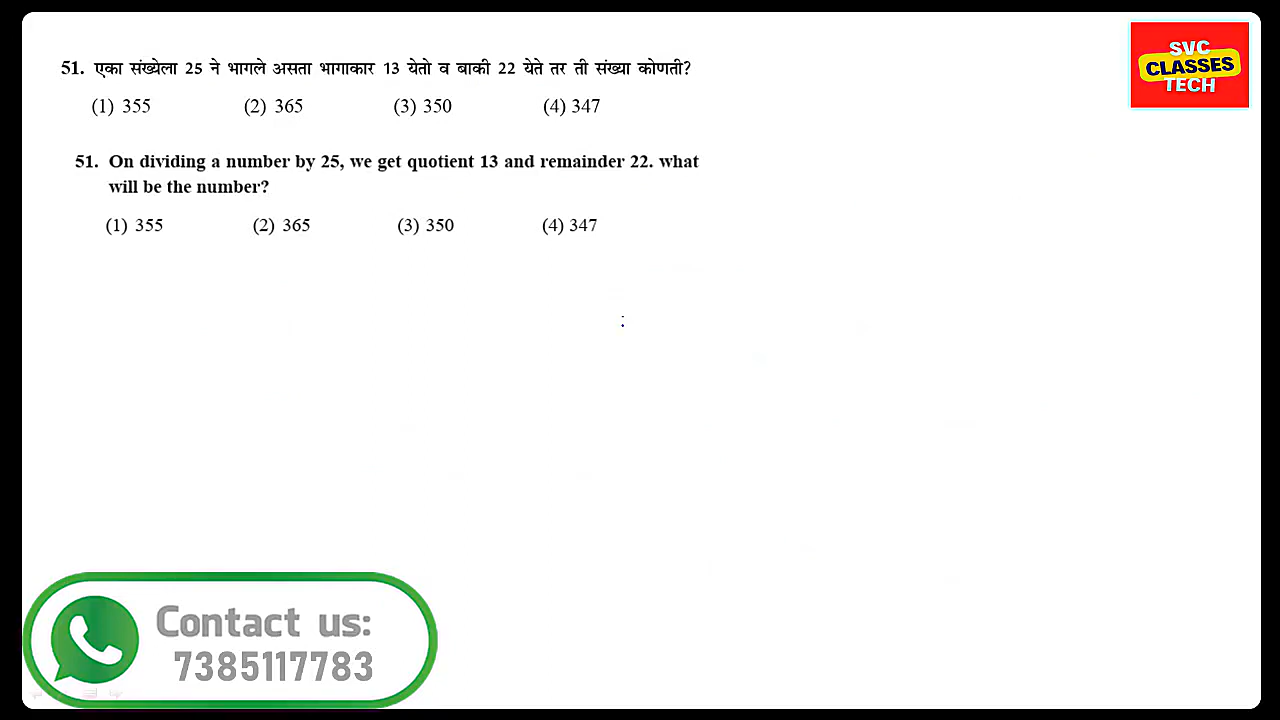 51. एका संख्येला 25 ने भागले असता भागाकार 13 येतो व बाकी 22 येते तर ती संख्या कोणती?
(1) 355 (2) 365 (3) 350 (4) 347
51. On dividing a number by 25, we get quotient 13 and remainder 22. what
will be the number?
(1) 355 (2) 365 (3) 350 (4) 347
SVC
CLASSES
TECH
Contact us:
7385117783